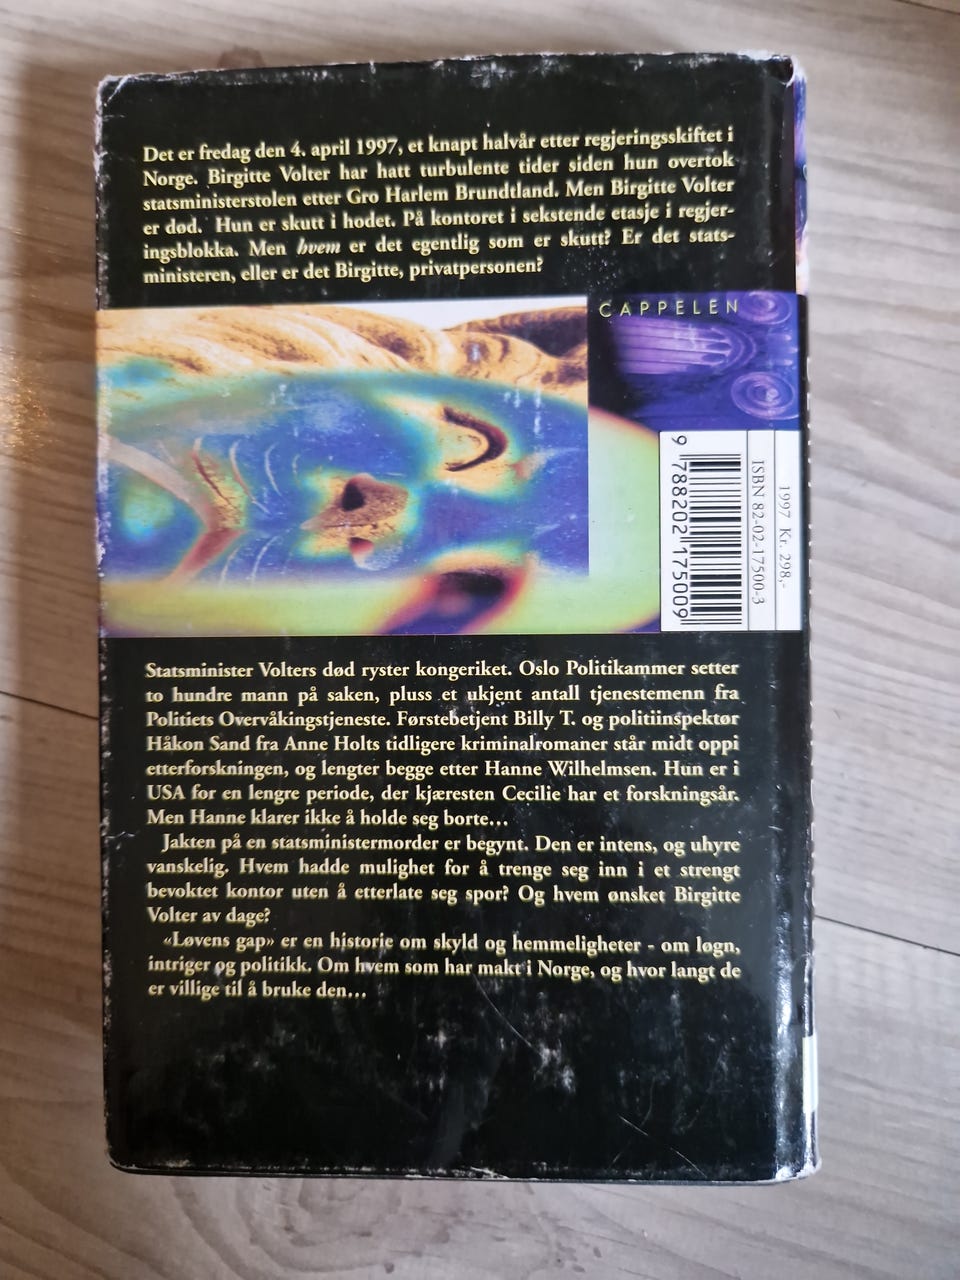 Det er fredag den 4. april 1997, et knapt halvår etter regjeringsskiftet i
Norge. Birgitte Volter har hatt turbulente tider siden hun overtok
statsministerstolen etter Gro Harlem Brundtland. Men Birgitte Volter
er død. Hun er skutt i hodet. På kontoret i sekstende etasje i regjer-
ingsblokka. Men hvem er det egentlig som er skutt? Er det stats-
ministeren, eller er det Birgitte, privatpersonen?
CAPPELEN
1997 Kr. 298,-
ISBN 82-02-17500-3
9 788202 175009
Statsminister Volters død ryster kongeriket. Oslo Politikammer setter
to hundre mann på saken, pluss et ukjent antall tjenestemenn fra
Politiets Overvåkingstjeneste. Førstebetjent Billy T. og politiinspektør
Håkon Sand fra Anne Holts tidligere kriminalromaner står midt oppi
etterforskningen, og lengter begge etter Hanne Wilhelmsen. Hun er i
USA for en lengre periode, der kjæresten Cecilie har et forskningsår.
Men Hanne klarer ikke å holde seg borte...
Jakten på en statsministermorder er begynt. Den er intens, og uhyre
vanskelig. Hvem hadde mulighet for å trenge seg inn i et strengt
bevoktet kontor uten å etterlate seg spor? Og hvem ønsket Birgitte
Volter av dage?
«Løvens gap» er en historie om skyld og hemmeligheter - om løgn,
intriger og politikk. Om hvem som har makt i Norge, og hvor langt de
er villige til å bruke den...